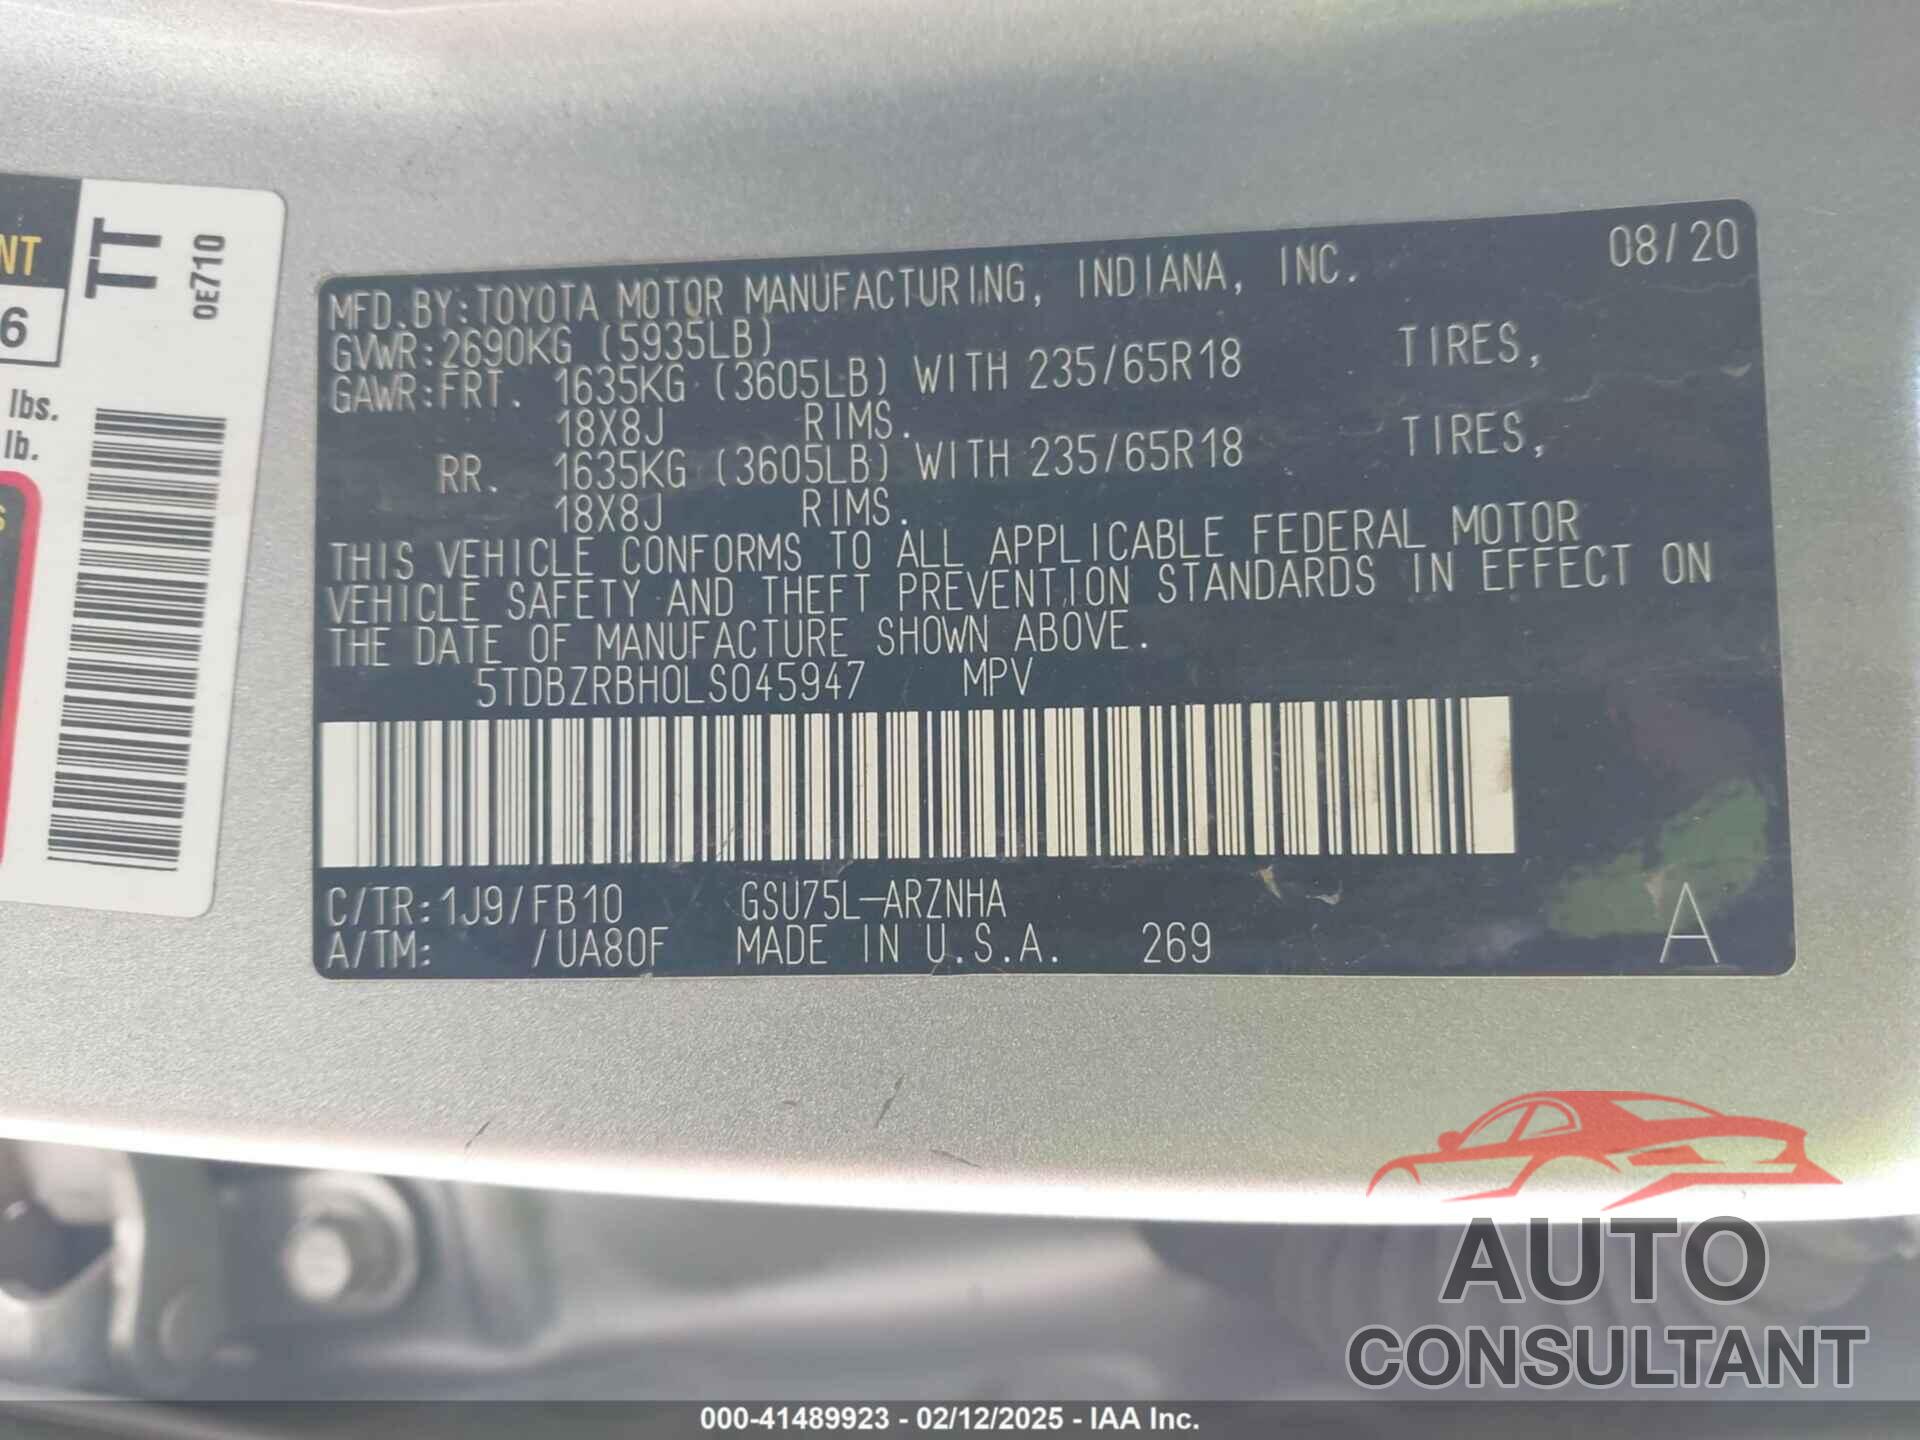 NT
6
lbs.
lb.
S
TT
0E710
MFD.BY:TOYOTA MOTOR MANUFACTURING, INDIANA, INC. 08/20
GVWR:2690KG (5935LB)
GAWR:FRT. 1635KG (3605LB) WITH 235/65R18 TIRES,
18X8J RIMS.
RR. 1635KG (3605LB) WITH 235/65R18 TIRES,
18X8J RIMS.
THIS VEHICLE CONFORMS TO ALL APPLICABLE FEDERAL MOTOR
VEHICLE SAFETY AND THEFT PREVENTION STANDARDS IN EFFECT ON
THE DATE OF MANUFACTURE SHOWN ABOVE.
5TDBZRBH0LS045947 MPV
C/TR:1J9/FB10 GSU75L-ARZNHA
A/TM: /UA80F MADE IN U.S.A. 269 A
AUTO
CONSULTANT
000-41489923 - 02/12/2025 - IAA Inc.